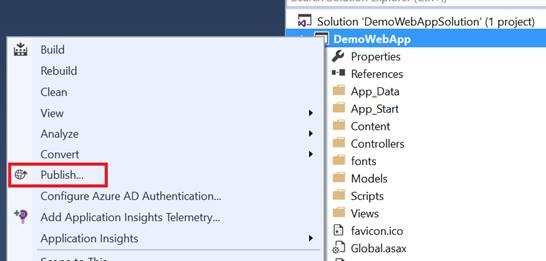 Search Solution Explorer (Ctrl+;)
Solution 'DemoWebAppSolution' (1 project)
DemoWebApp
Properties
References
App_Data
App_Start
Content
Controllers
fonts
Models
Scripts
Views
favicon.ico
Global.asax
Build
Rebuild
Clean
View
Analyze
Convert
Publish...
Configure Azure AD Authentication...
Add Application Insights Telemetry...
Application Insights
Scope to This